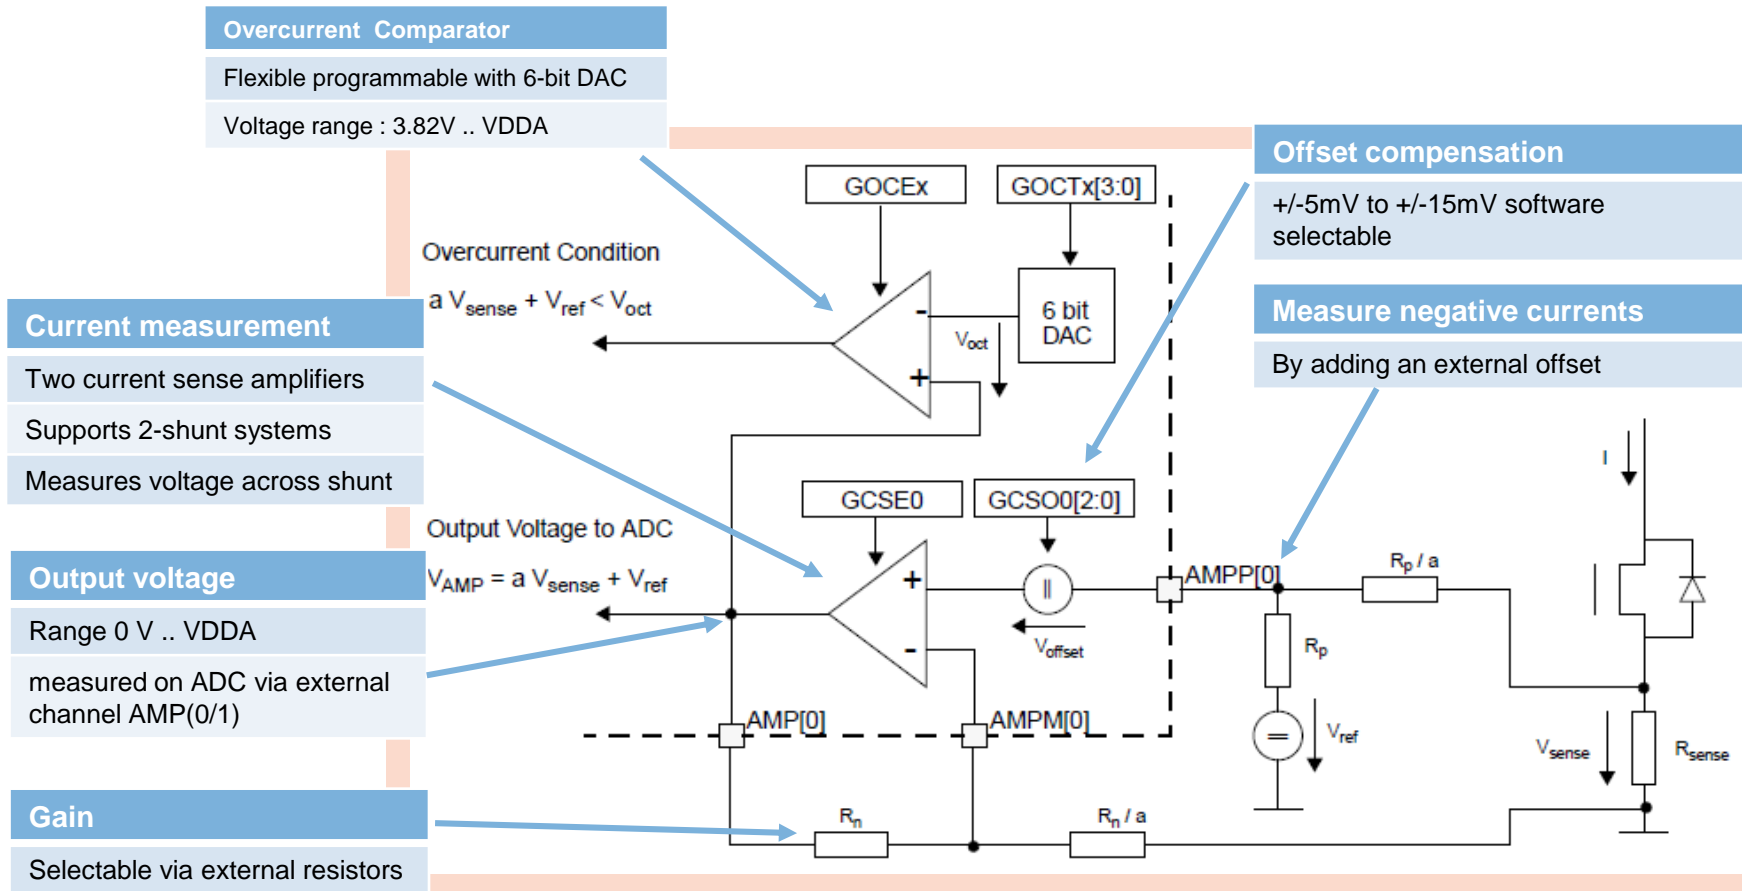 Overcurrent Comparator
Flexible programmable with 6-bit DAC
Voltage range : 3.82V .. VDDA
Offset compensation
+/-5mV to +/-15mV software
selectable
GOCEx
GOCTx[3:0]
Overcurrent Condition
a Vsense + Vref < Voct
-
+
Voct
6 bit
DAC
Measure negative currents
By adding an external offset
Current measurement
Two current sense amplifiers
Supports 2-shunt systems
Measures voltage across shunt
I
GCSE0
GCSO0[2:0]
Output Voltage to ADC
VAMP = a Vsense + Vref
+
-
Voffset
AMPP[0]
Rp / a
Rp
Output voltage
Range 0 V .. VDDA
measured on ADC via external
channel AMP(0/1)
AMP[0]
AMPM[0]
Vref
Vsense
Rsense
Gain
Selectable via external resistors
Rn
Rn / a